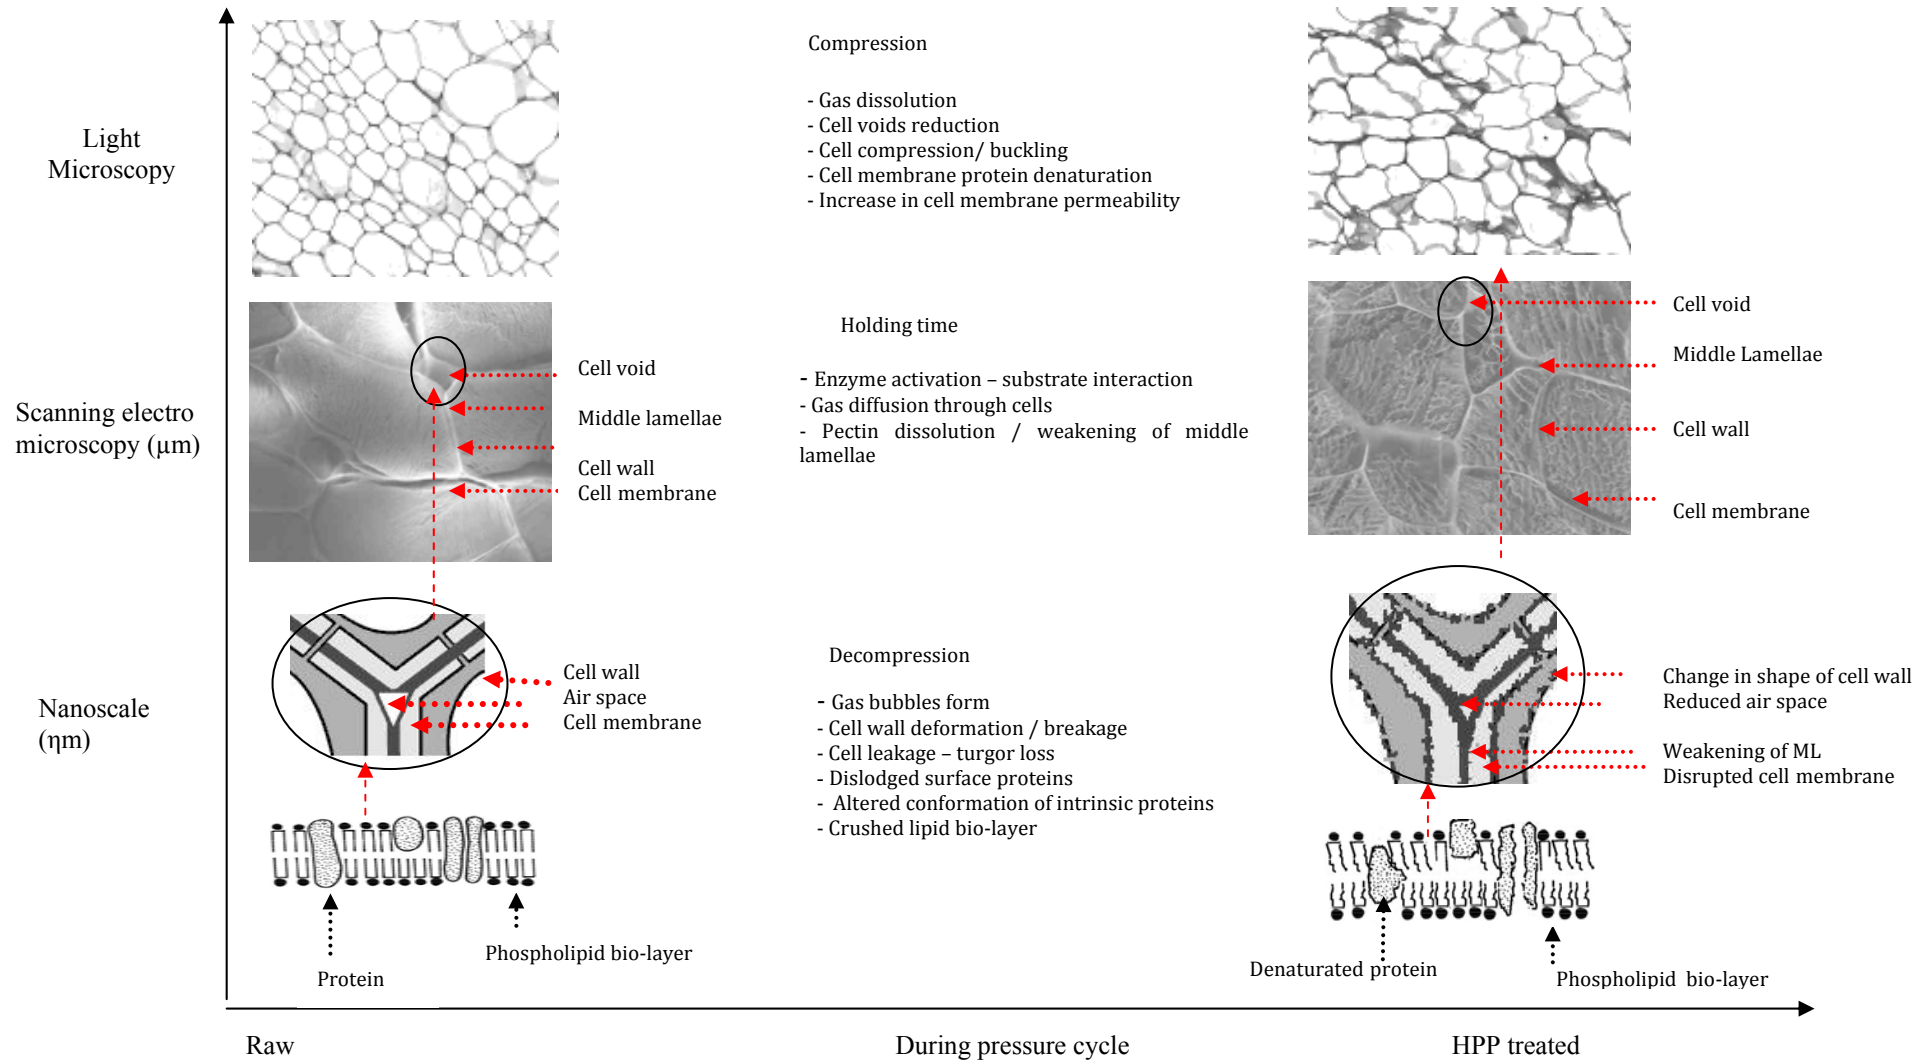 Light
Microscopy
Compression
- Gas dissolution
- Cell voids reduction
- Cell compression/ buckling
- Cell membrane protein denaturation
- Increase in cell membrane permeability
Scanning electro
microscopy (µm)
Cell void
Middle lamellae
Cell wall
Cell membrane
Holding time
- Enzyme activation – substrate interaction
- Gas diffusion through cells
- Pectin dissolution / weakening of middle
lamellae
Cell void
Middle Lamellae
Cell wall
Cell membrane
Nanoscale
(ηm)
Cell wall
Air space
Cell membrane
Decompression
- Gas bubbles form
- Cell wall deformation / breakage
- Cell leakage – turgor loss
- Dislodged surface proteins
- Altered conformation of intrinsic proteins
- Crushed lipid bio-layer
Change in shape of cell wall
Reduced air space
Weakening of ML
Disrupted cell membrane
Protein
Phospholipid bio-layer
Denaturated protein
Phospholipid bio-layer
Raw
During pressure cycle
HPP treated